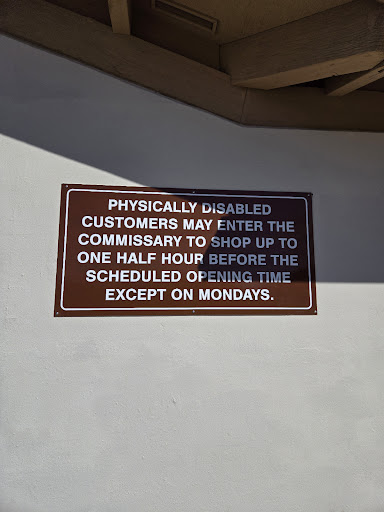 PHYSICALLY DISABLED
CUSTOMERS MAY ENTER THE
COMMISSARY TO SHOP UP TO
ONE HALF HOUR BEFORE THE
SCHEDULED OPENING TIME
EXCEPT ON MONDAYS.